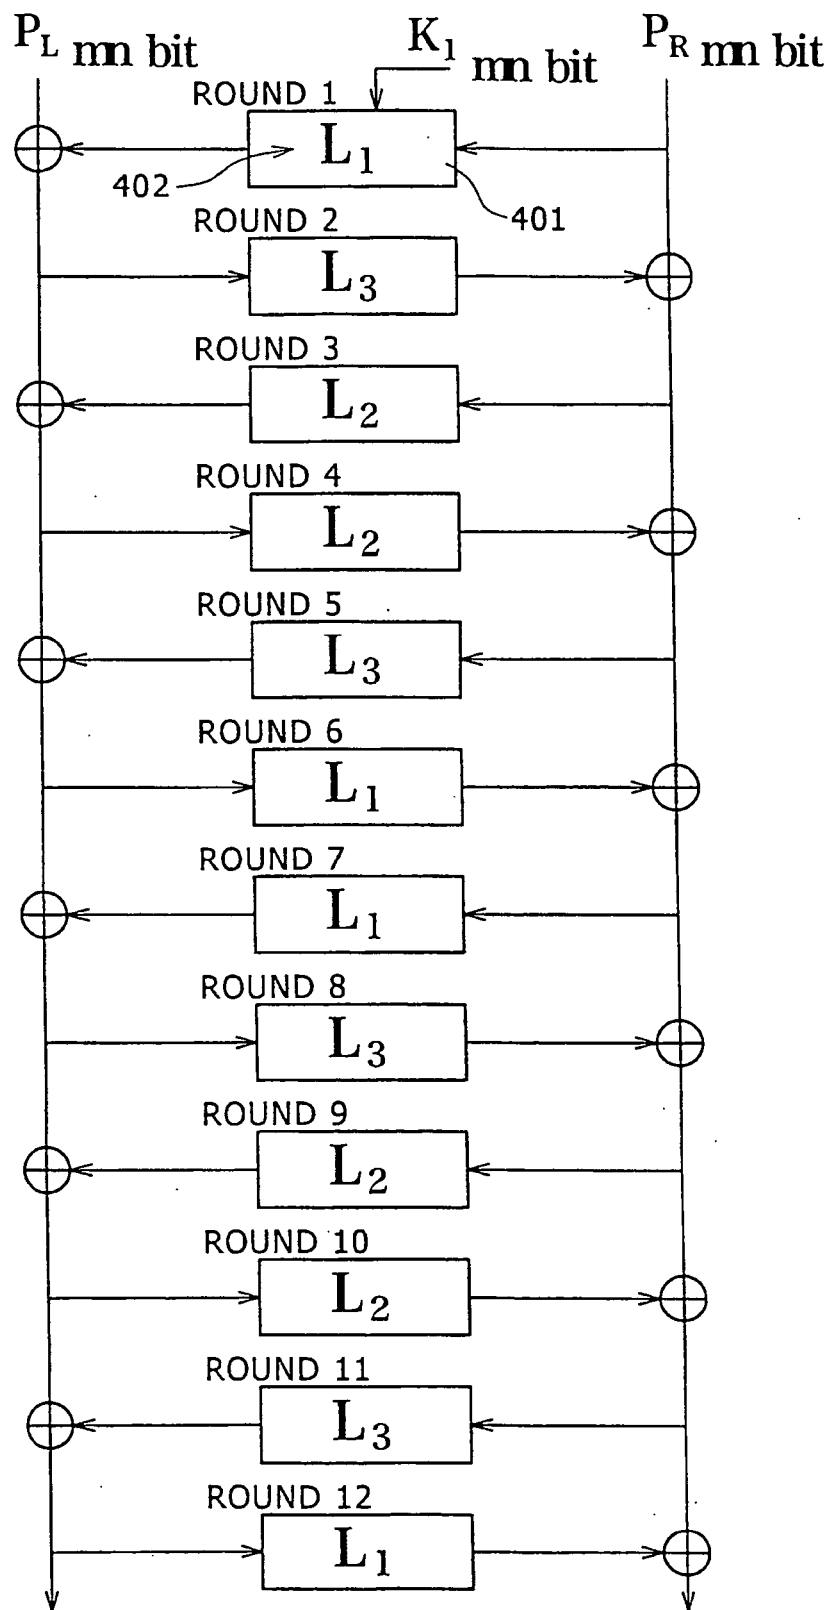 P_L mn bit K_1 mn bit P_R mn bit
ROUND 1
L_1
402
401
ROUND 2
L_3
ROUND 3
L_2
ROUND 4
L_2
ROUND 5
L_3
ROUND 6
L_1
ROUND 7
L_1
ROUND 8
L_3
ROUND 9
L_2
ROUND 10
L_2
ROUND 11
L_3
ROUND 12
L_1